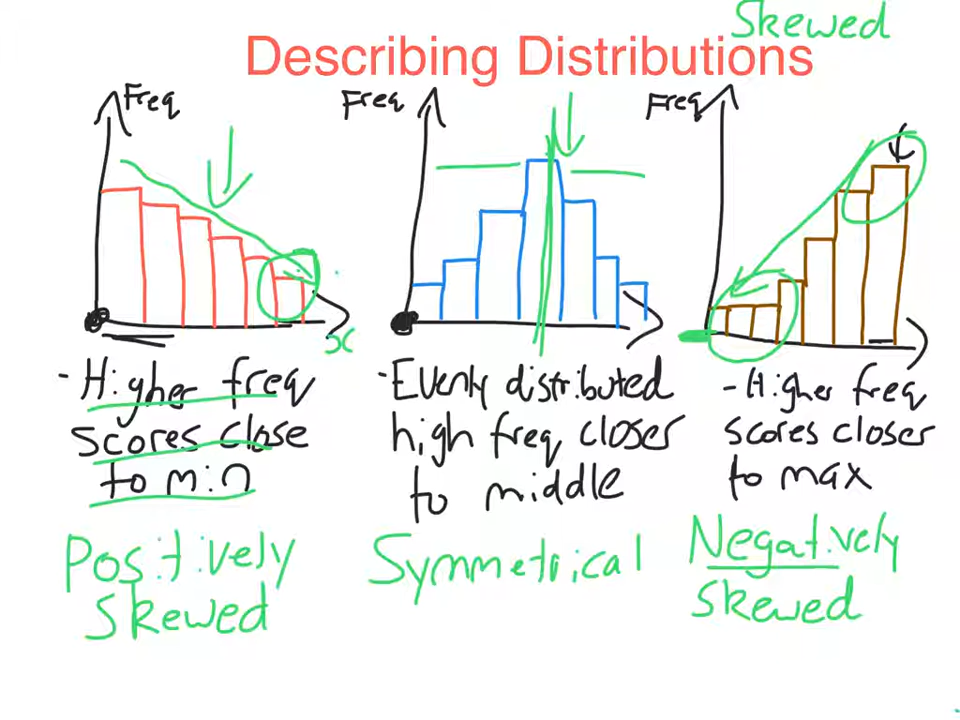 Skewed
Describing Distributions
Freq
Freq
Freq
x
- Higher freq
scores close
to min
- Evenly distributed
high freq closer
to middle
- Higher freq
scores closer
to max
Positively
skewed
Symmetrical
Negatively
skewed